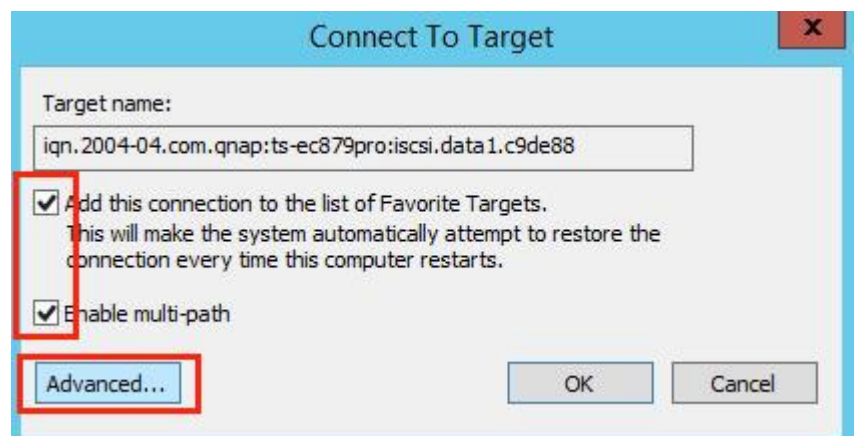 Connect To Target
x
Target name:
iqn.2004-04.com.qnap:ts-ec879pro:iscsi.data1.c9de88
Add this connection to the list of Favorite Targets.
This will make the system automatically attempt to restore the
connection every time this computer restarts.
Enable multi-path
Advanced...
OK
Cancel